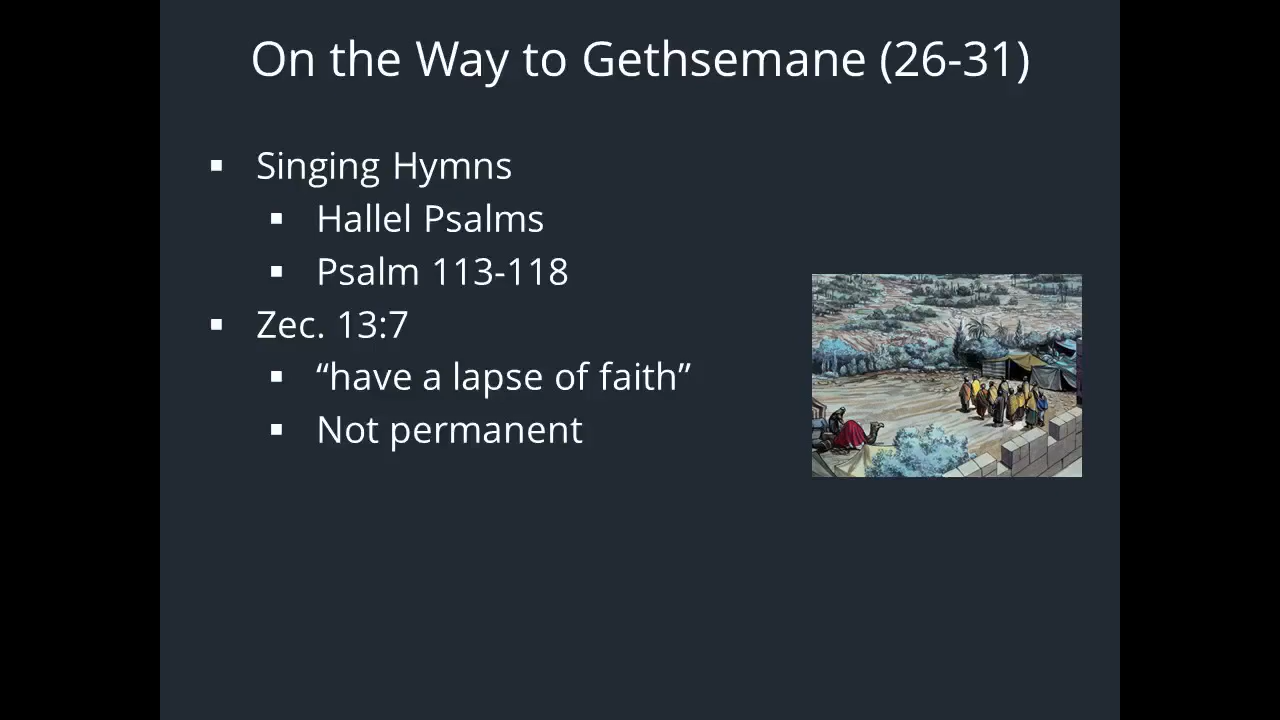 On the Way to Gethsemane (26-31)
▪ Singing Hymns
▪ Hallel Psalms
▪ Psalm 113-118
▪ Zec. 13:7
▪ “have a lapse of faith”
▪ Not permanent